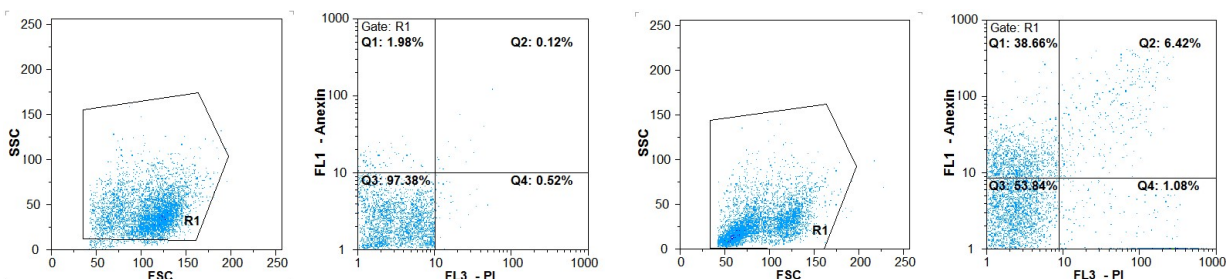 250
200
150
100
50
0
SSC
R1
0 50 100 150 200 250
FSC
1000
100
10
1
FL1 - Anexin
Gate: R1
Q1: 1.98% Q2: 0.12%
Q3: 97.38% Q4: 0.52%
1 10 100 1000
FL3 - PI
250
200
150
100
50
0
SSC
R1
0 50 100 150 200 250
FSC
1000
100
10
1
FL1 - Anexin
Gate: R1
Q1: 38.66% Q2: 6.42%
Q3: 53.84% Q4: 1.08%
1 10 100 1000
FL3 - PI